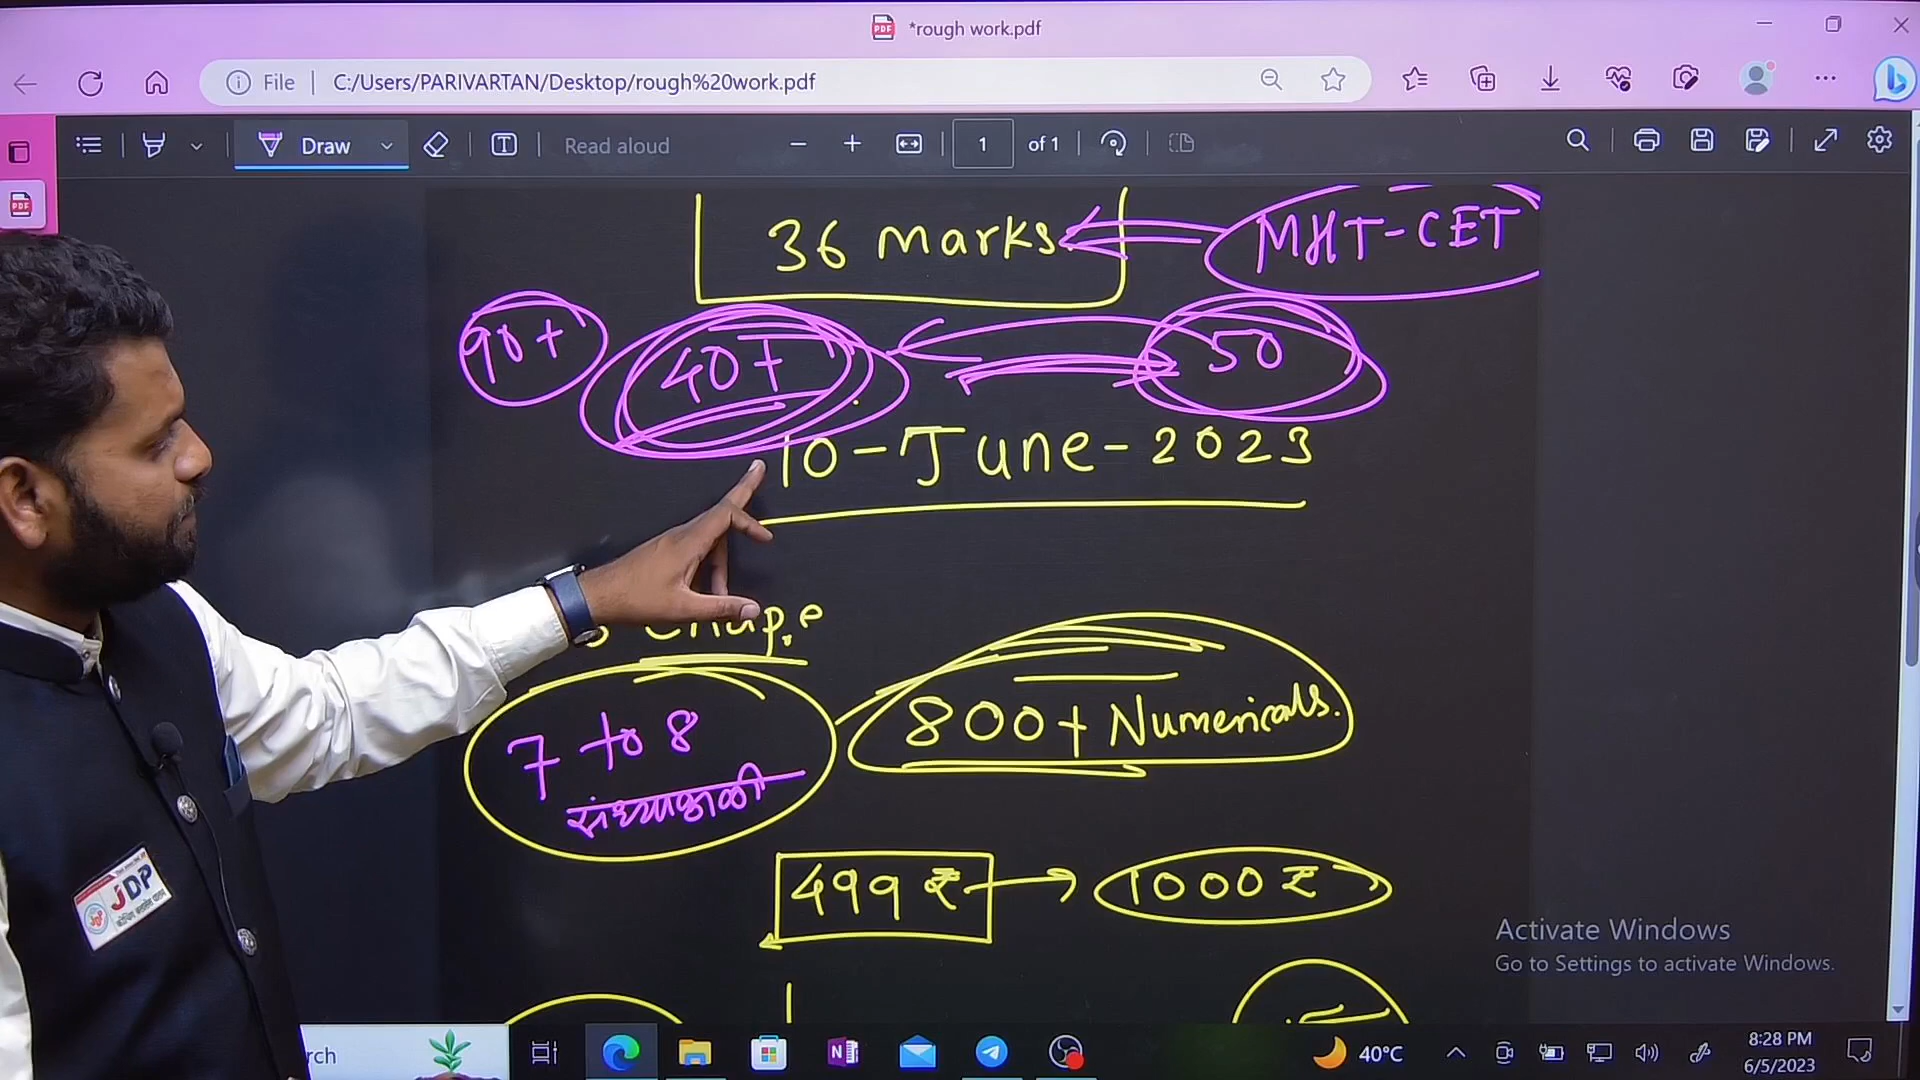 *rough work.pdf
File C:/Users/PARIVARTAN/Desktop/rough%20work.pdf
Draw Read aloud 1 of 1
36 marks MHT-CET
90+ 40+ 50
10-June-2023
800+ Numericals.
7 to 8
संध्याकाळी
499 ₹ 1000 ₹
JDP
Activate Windows
Go to Settings to activate Windows.
rch 40°C 8:28 PM
6/5/2023